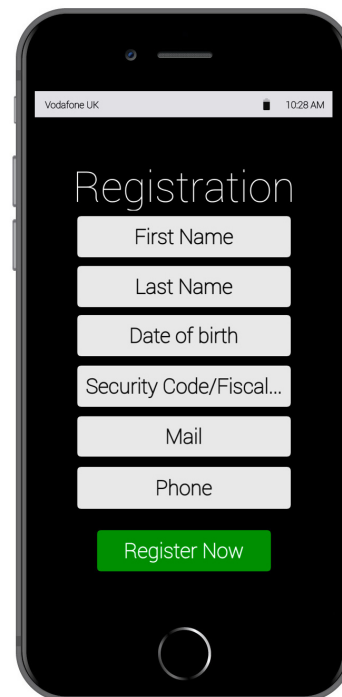 Vodafone UK 10:28 AM
Registration
First Name
Last Name
Date of birth
Security Code/Fiscal...
Mail
Phone
Register Now